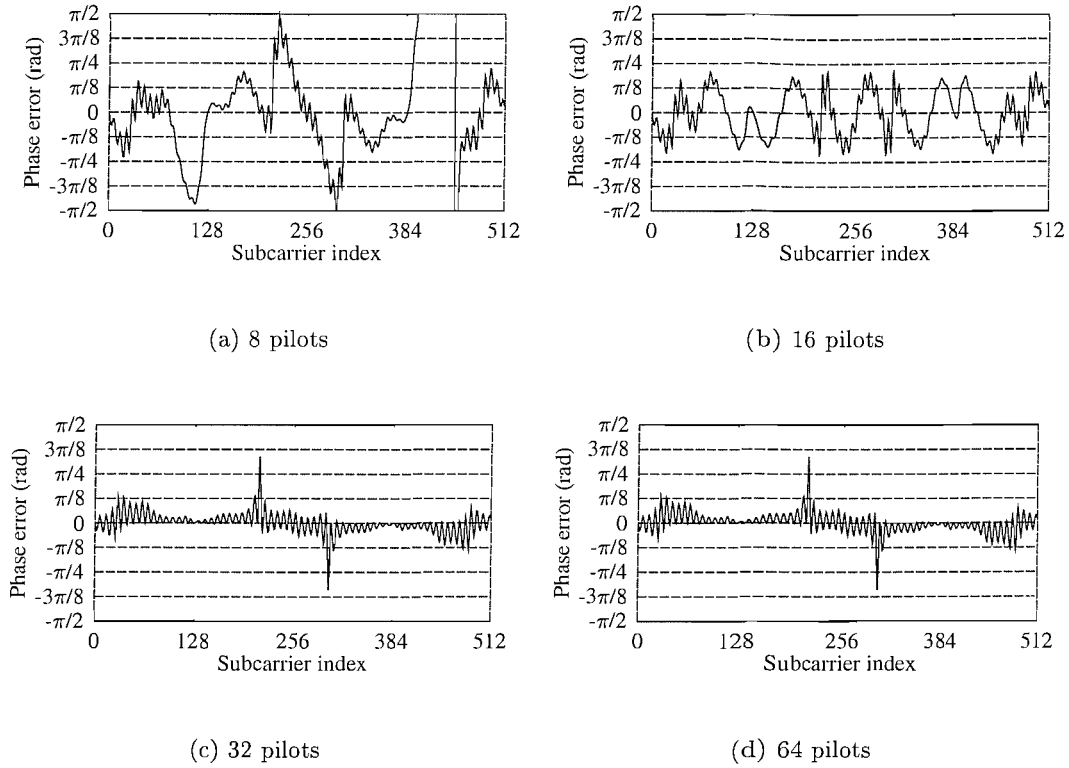 Phase error (rad)
π/2
3π/8
π/4
π/8
0
-π/8
-π/4
-3π/8
-π/2
0 128 256 384 512
Subcarrier index
(a) 8 pilots
Phase error (rad)
π/2
3π/8
π/4
π/8
0
-π/8
-π/4
-3π/8
-π/2
0 128 256 384 512
Subcarrier index
(b) 16 pilots
Phase error (rad)
π/2
3π/8
π/4
π/8
0
-π/8
-π/4
-3π/8
-π/2
0 128 256 384 512
Subcarrier index
(c) 32 pilots
Phase error (rad)
π/2
3π/8
π/4
π/8
0
-π/8
-π/4
-3π/8
-π/2
0 128 256 384 512
Subcarrier index
(d) 64 pilots